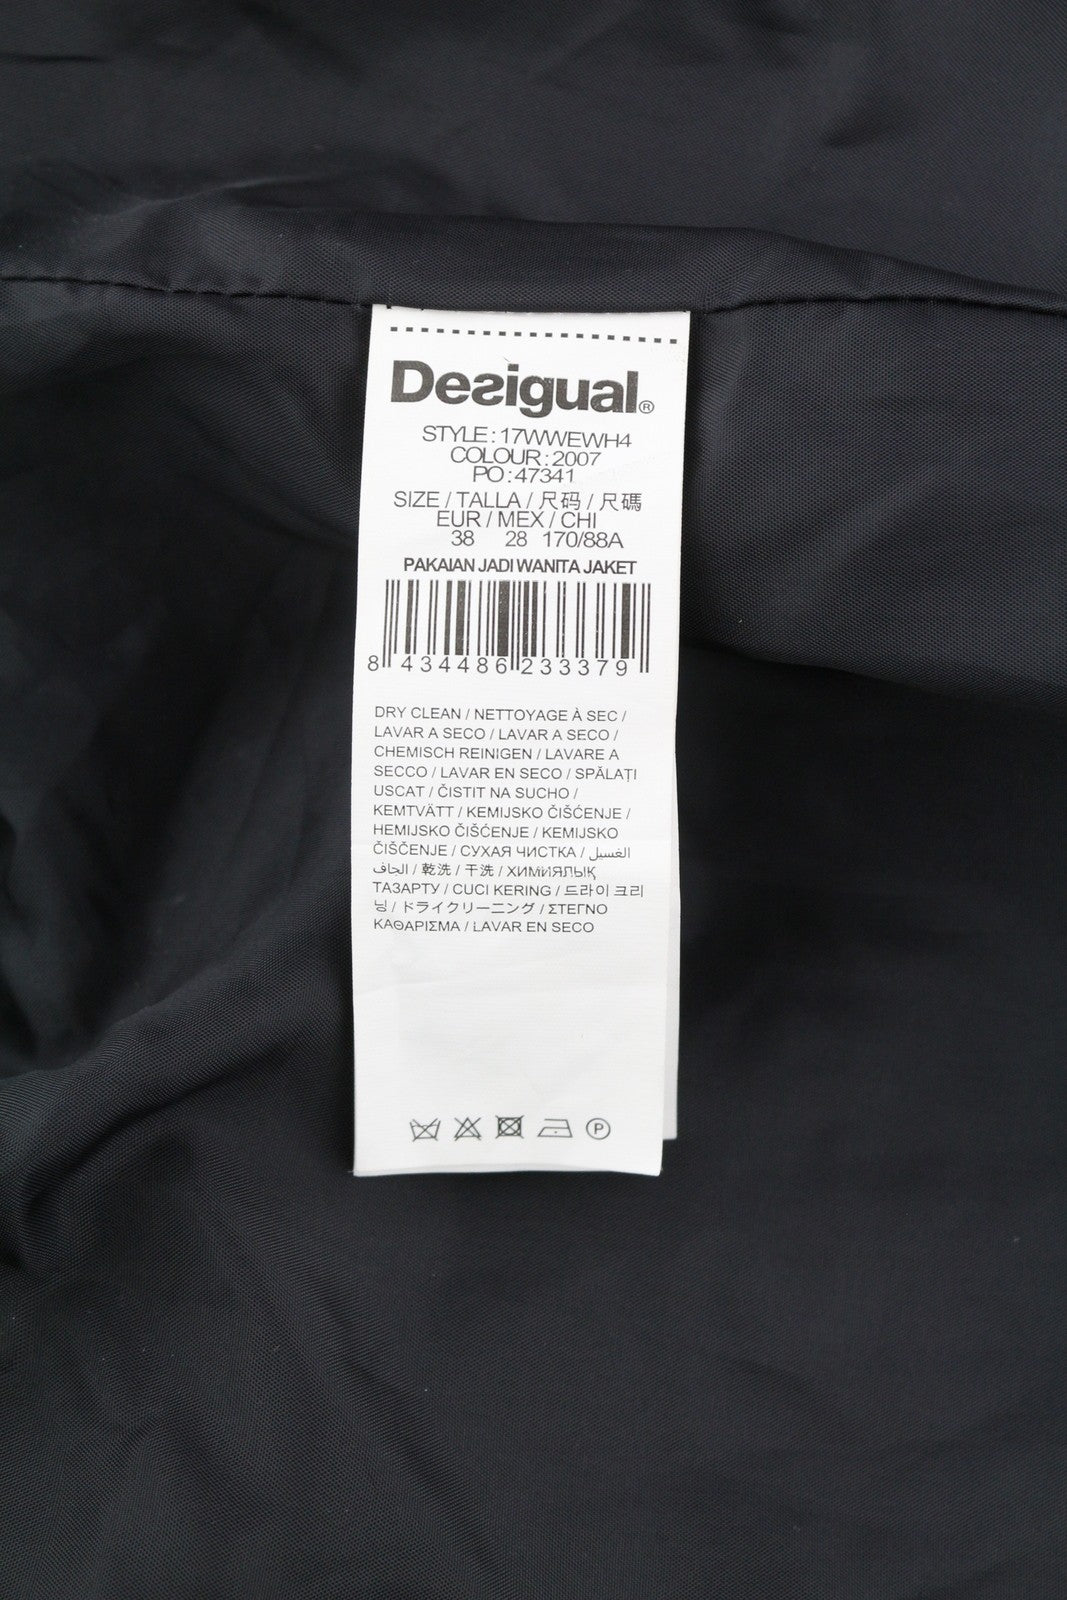 Desigual®
STYLE : 17WWEWH4
COLOUR : 2007
PO : 47341
SIZE / TALLA / 尺码 / 尺碼
EUR / MEX / CHI
38 28 170/88A
PAKAIAN JADI WANITA JAKET
8 434486 233379
DRY CLEAN / NETTOYAGE À SEC /
LAVAR A SECO / LAVAR A SECO /
CHEMISCH REINIGEN / LAVARE A
SECCO / LAVAR EN SECO / SPĂLAȚI
USCAT / ČISTIT NA SUCHO /
KEMTVÄTT / KEMIJSKO ČIŠĆENJE /
HEMIJSKO ČIŠĆENJE / KEMIJSKO
ČIŠČENJE / СУХАЯ ЧИСТКА / الغسيل
الجاف / 乾洗 / 干洗 / ХИМИЯЛЫҚ
ТАЗАРТУ / CUCI KERING / 드라이 크리
닝 / ドライクリーニング / ΣΤΕΓΝΟ
ΚΑΘΑΡΙΣΜΑ / LAVAR EN SECO
P